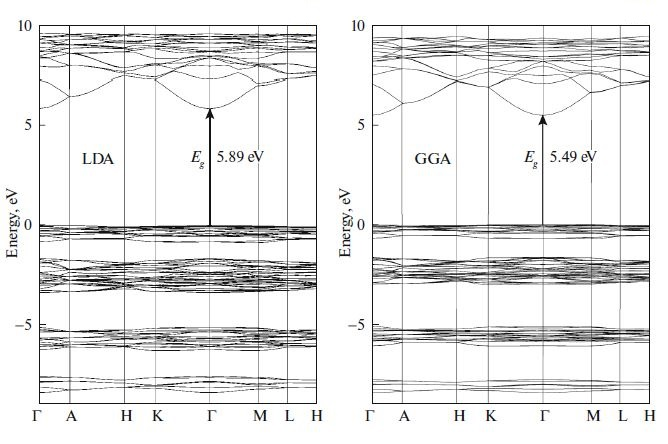 10
5
0
−5
Energy, eV
LDA
E_g 5.89 eV
Γ A H K Γ M L H
10
5
0
−5
Energy, eV
GGA
E_g 5.49 eV
Γ A H K Γ M L H